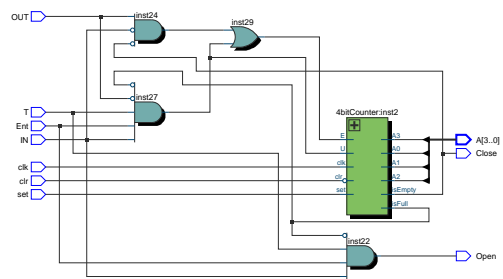 OUT
inst24
inst29
inst27
T
Ent
IN
clk
clr
set
4bitCounter:inst2
E
U
clk
clr
set
A3
A0
A1
A2
isEmpty
isFull
A[3..0]
Close
inst22
Open